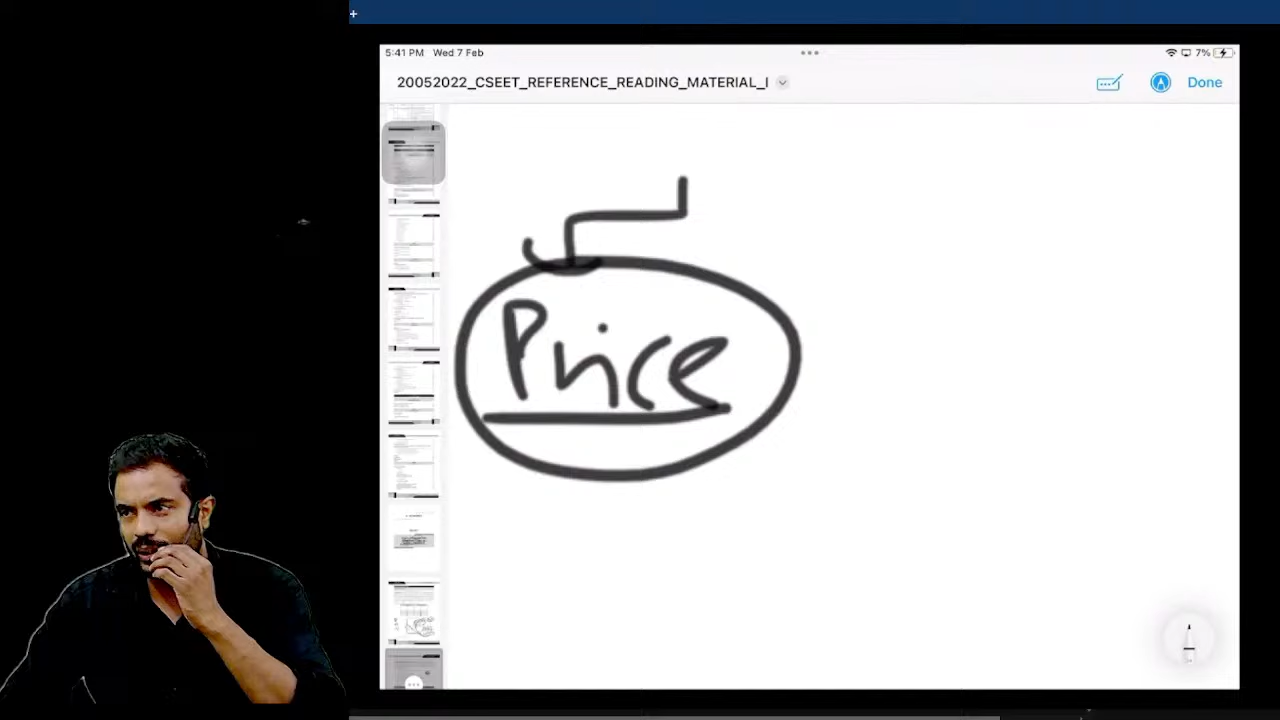 +
5:41 PM Wed 7 Feb
7%
20052022_CSEET_REFERENCE_READING_MATERIAL_I
Done
Price